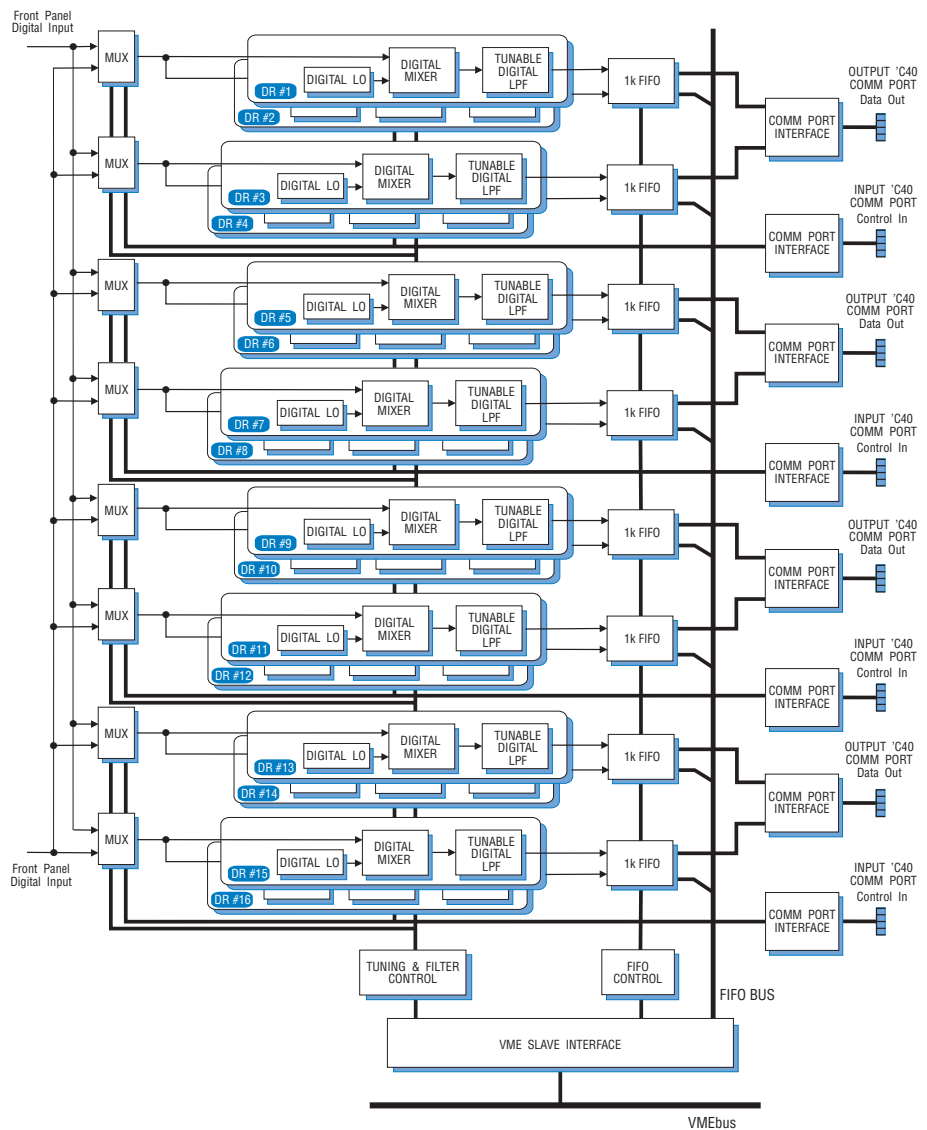 Front Panel
Digital Input
MUX
DR #1
DIGITAL LO
DIGITAL
MIXER
TUNABLE
DIGITAL
LPF
DR #2
1k FIFO
OUTPUT 'C40
COMM PORT
Data Out
COMM PORT
INTERFACE
MUX
DR #3
DIGITAL LO
DIGITAL
MIXER
TUNABLE
DIGITAL
LPF
DR #4
1k FIFO
INPUT 'C40
COMM PORT
Control In
COMM PORT
INTERFACE
MUX
DR #5
DIGITAL LO
DIGITAL
MIXER
TUNABLE
DIGITAL
LPF
DR #6
1k FIFO
OUTPUT 'C40
COMM PORT
Data Out
COMM PORT
INTERFACE
MUX
DR #7
DIGITAL LO
DIGITAL
MIXER
TUNABLE
DIGITAL
LPF
DR #8
1k FIFO
INPUT 'C40
COMM PORT
Control In
COMM PORT
INTERFACE
MUX
DR #9
DIGITAL LO
DIGITAL
MIXER
TUNABLE
DIGITAL
LPF
DR #10
1k FIFO
OUTPUT 'C40
COMM PORT
Data Out
COMM PORT
INTERFACE
MUX
DR #11
DIGITAL LO
DIGITAL
MIXER
TUNABLE
DIGITAL
LPF
DR #12
1k FIFO
INPUT 'C40
COMM PORT
Control In
COMM PORT
INTERFACE
MUX
DR #13
DIGITAL LO
DIGITAL
MIXER
TUNABLE
DIGITAL
LPF
DR #14
1k FIFO
OUTPUT 'C40
COMM PORT
Data Out
COMM PORT
INTERFACE
MUX
DR #15
DIGITAL LO
DIGITAL
MIXER
TUNABLE
DIGITAL
LPF
DR #16
1k FIFO
Front Panel
Digital Input
INPUT 'C40
COMM PORT
Control In
COMM PORT
INTERFACE
TUNING & FILTER
CONTROL
FIFO
CONTROL
FIFO BUS
VME SLAVE INTERFACE
VMEbus